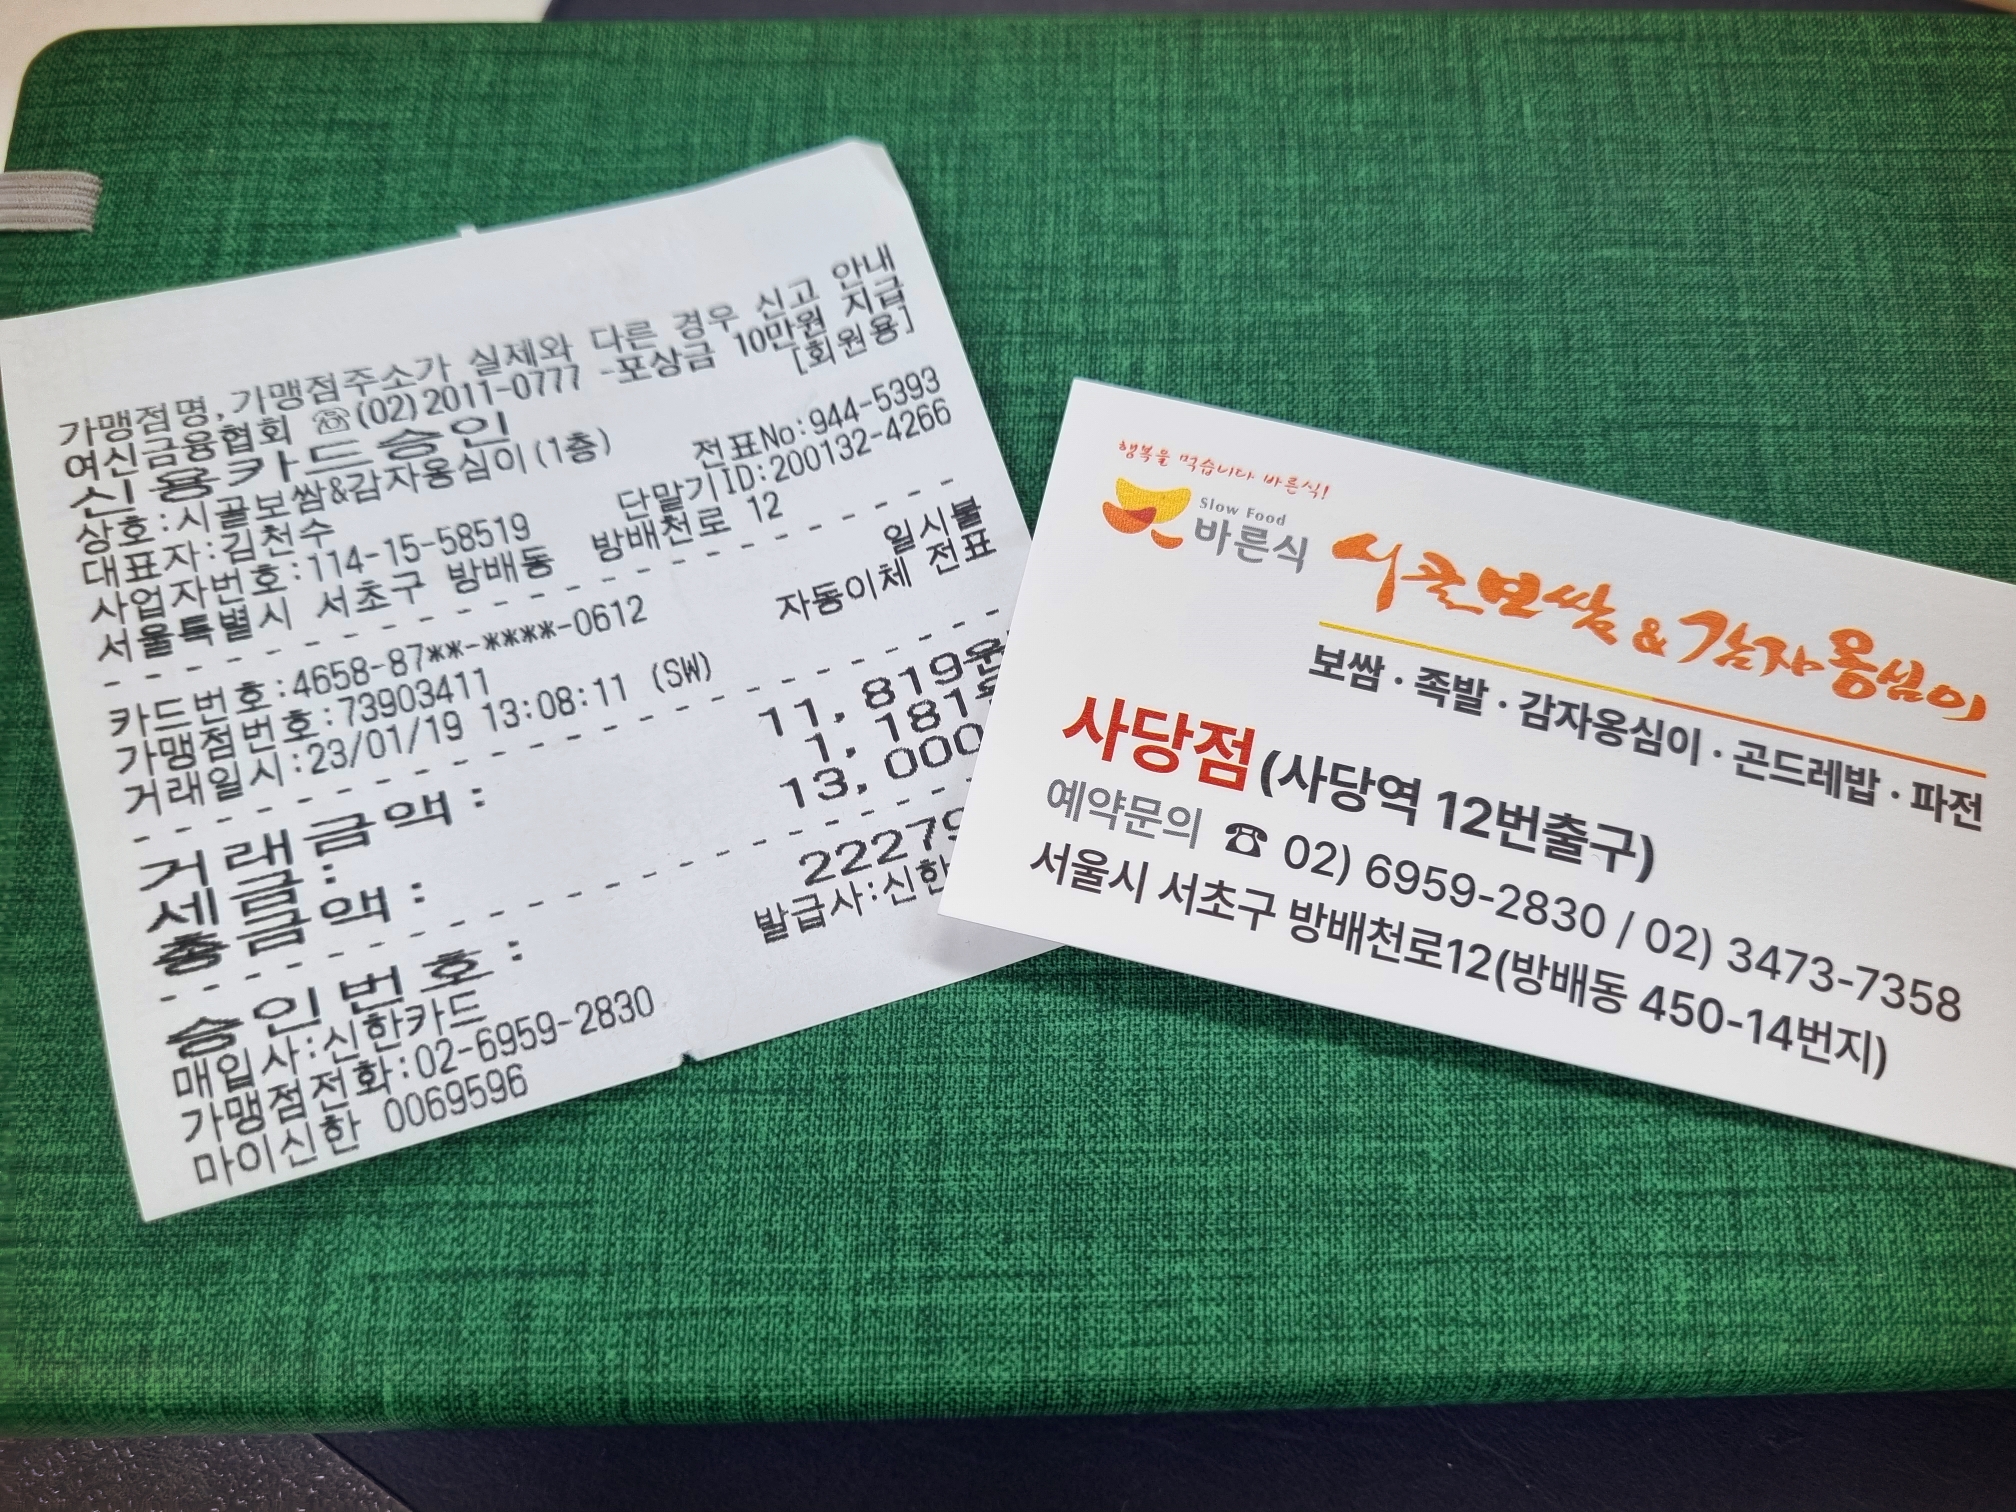 가맹점명,가맹점주소가 실제와 다른 경우 신고 안내
여신금융협회 ☎(02)2011-0777 -포상금 10만원 지급
신용카드승인 [회원용]
상호:시골보쌈&감자옹심이(1층)
대표자:김천수 전표No:944-5393
사업자번호:114-15-58519 단말기ID:200132-4266
서울특별시 서초구 방배동 방배천로 12
카드번호:4658-87**-****-0612 일시불
가맹점번호:73903411 자동이체 전표
거래일시:23/01/19 13:08:11 (SW)
거래금액: 11,819원
세금: 1,181원
총금액: 13,000
승인번호: 22279
매입사:신한카드 발급사:신한
가맹점전화:02-6959-2830
마이신한 0069596
행복을 먹습니다 바른식!
Slow Food
바른식
시골보쌈&감자옹심이
보쌈·족발·감자옹심이·곤드레밥·파전
사당점(사당역 12번출구)
예약문의 ☎ 02) 6959-2830 / 02) 3473-7358
서울시 서초구 방배천로12(방배동 450-14번지)